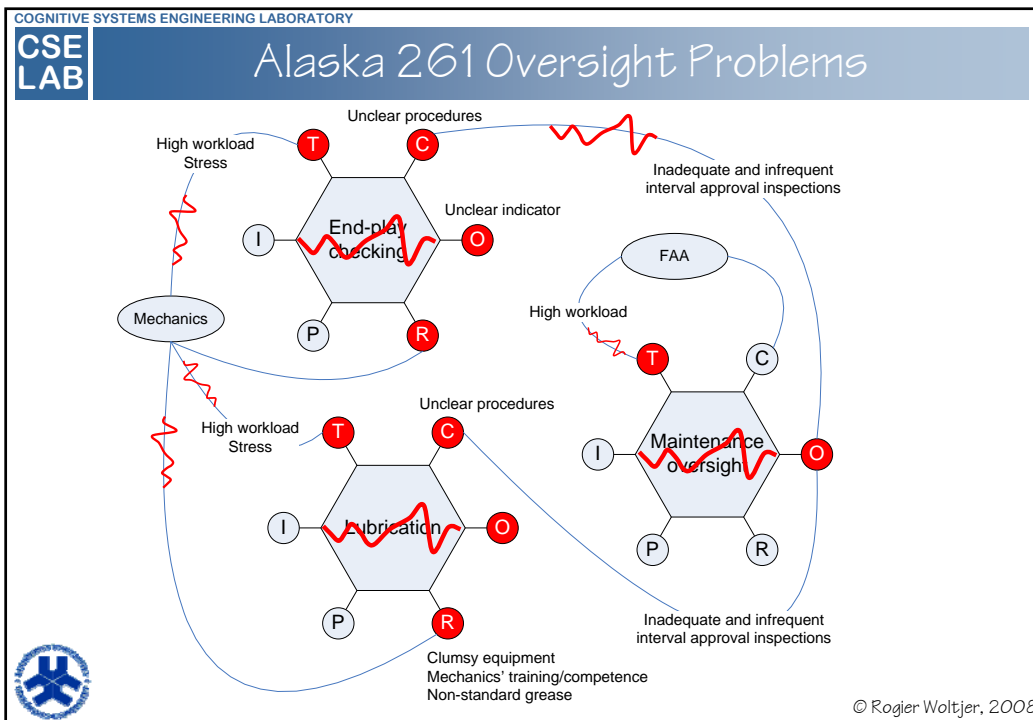 COGNITIVE SYSTEMS ENGINEERING LABORATORY
CSE
LAB
Alaska 261 Oversight Problems
Unclear procedures
High workload
Stress
T
C
Inadequate and infrequent
interval approval inspections
Unclear indicator
I
End-play
checking
O
FAA
High workload
Mechanics
P
R
T
C
Unclear procedures
High workload
Stress
T
C
I
Maintenance
oversight
O
I
Lubrication
O
P
R
P
R
Inadequate and infrequent
interval approval inspections
Clumsy equipment
Mechanics' training/competence
Non-standard grease
© Rogier Woltjer, 2008